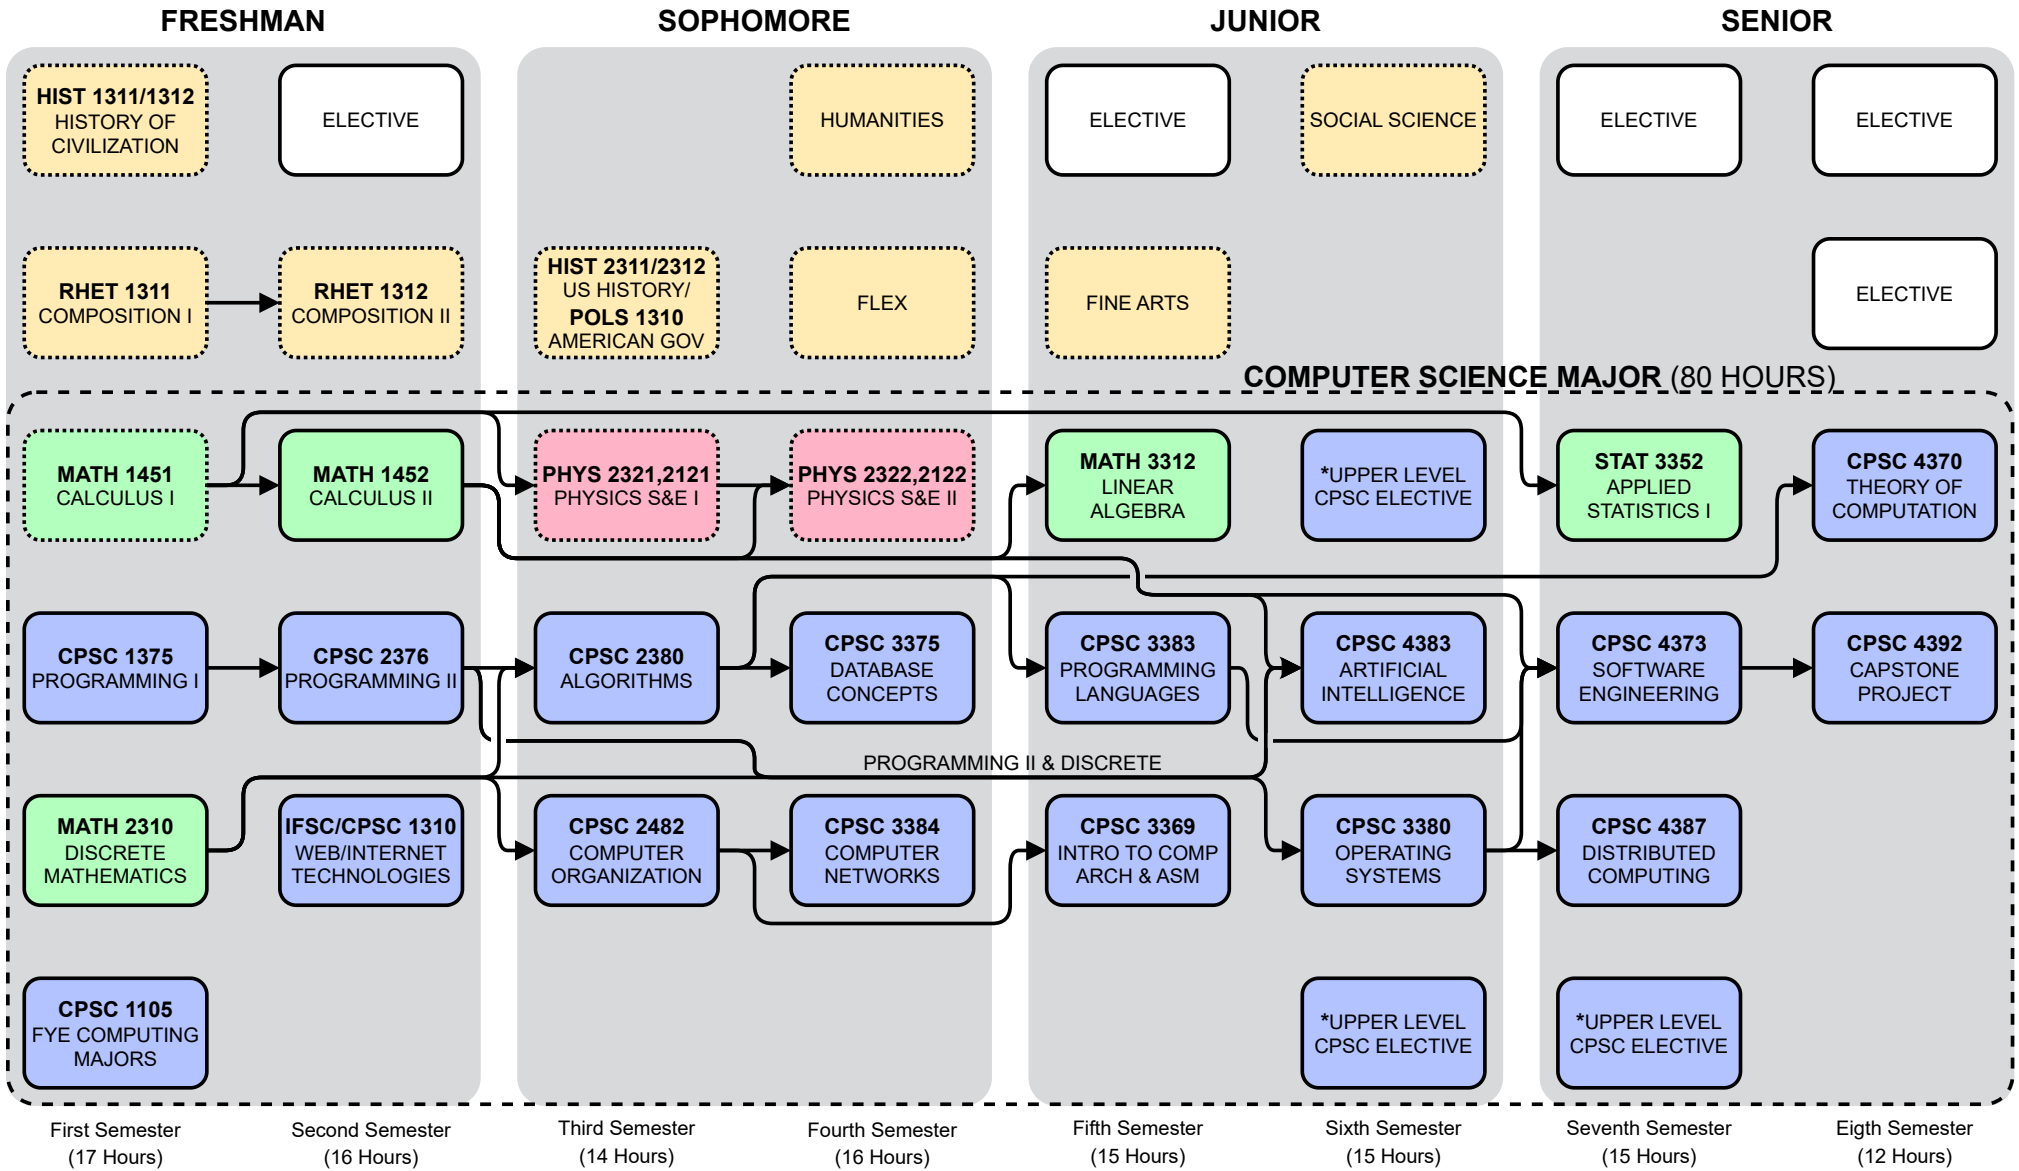 FRESHMAN
SOPHOMORE
JUNIOR
SENIOR
HIST 1311/1312
HISTORY OF
CIVILIZATION
ELECTIVE
HUMANITIES
ELECTIVE
SOCIAL SCIENCE
ELECTIVE
ELECTIVE
RHET 1311
COMPOSITION I
RHET 1312
COMPOSITION II
HIST 2311/2312
US HISTORY/
POLS 1310
AMERICAN GOV
FLEX
FINE ARTS
ELECTIVE
COMPUTER SCIENCE MAJOR (80 HOURS)
MATH 1451
CALCULUS I
MATH 1452
CALCULUS II
PHYS 2321,2121
PHYSICS S&E I
PHYS 2322,2122
PHYSICS S&E II
MATH 3312
LINEAR
ALGEBRA
*UPPER LEVEL
CPSC ELECTIVE
STAT 3352
APPLIED
STATISTICS I
CPSC 4370
THEORY OF
COMPUTATION
CPSC 1375
PROGRAMMING I
CPSC 2376
PROGRAMMING II
CPSC 2380
ALGORITHMS
CPSC 3375
DATABASE
CONCEPTS
CPSC 3383
PROGRAMMING
LANGUAGES
CPSC 4383
ARTIFICIAL
INTELLIGENCE
CPSC 4373
SOFTWARE
ENGINEERING
CPSC 4392
CAPSTONE
PROJECT
PROGRAMMING II & DISCRETE
MATH 2310
DISCRETE
MATHEMATICS
IFSC/CPSC 1310
WEB/INTERNET
TECHNOLOGIES
CPSC 2482
COMPUTER
ORGANIZATION
CPSC 3384
COMPUTER
NETWORKS
CPSC 3369
INTRO TO COMP
ARCH & ASM
CPSC 3380
OPERATING
SYSTEMS
CPSC 4387
DISTRIBUTED
COMPUTING
CPSC 1105
FYE COMPUTING
MAJORS
*UPPER LEVEL
CPSC ELECTIVE
*UPPER LEVEL
CPSC ELECTIVE
First Semester
(17 Hours)
Second Semester
(16 Hours)
Third Semester
(14 Hours)
Fourth Semester
(16 Hours)
Fifth Semester
(15 Hours)
Sixth Semester
(15 Hours)
Seventh Semester
(15 Hours)
Eigth Semester
(12 Hours)